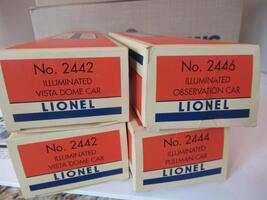 No. 2442
ILLUMINATED
VISTA DOME CAR
LIONEL
No. 2446
ILLUMINATED
OBSERVATION CAR
LIONEL
No. 2442
ILLUMINATED
VISTA DOME CAR
LIONEL
No. 2444
ILLUMINATED
PULLMAN CAR
LIONEL